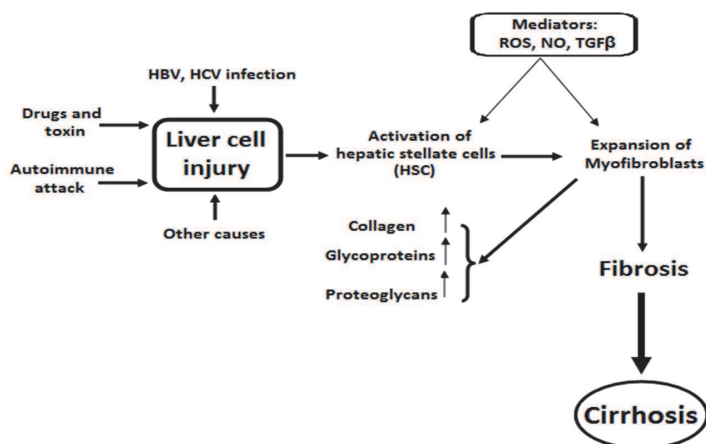 Mediators:
ROS, NO, TGFβ
HBV, HCV infection
Drugs and
toxin
Liver cell
injury
Autoimmune
attack
Other causes
Activation of
hepatic stellate cells
(HSC)
Expansion of
Myofibroblasts
Collagen
Glycoproteins
Proteoglycans
Fibrosis
Cirrhosis